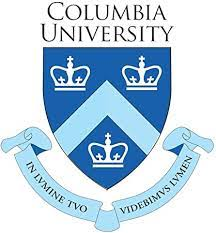 COLUMBIA
UNIVERSITY
IN LVMINE TVO
VIDEBIMVS LVMEN